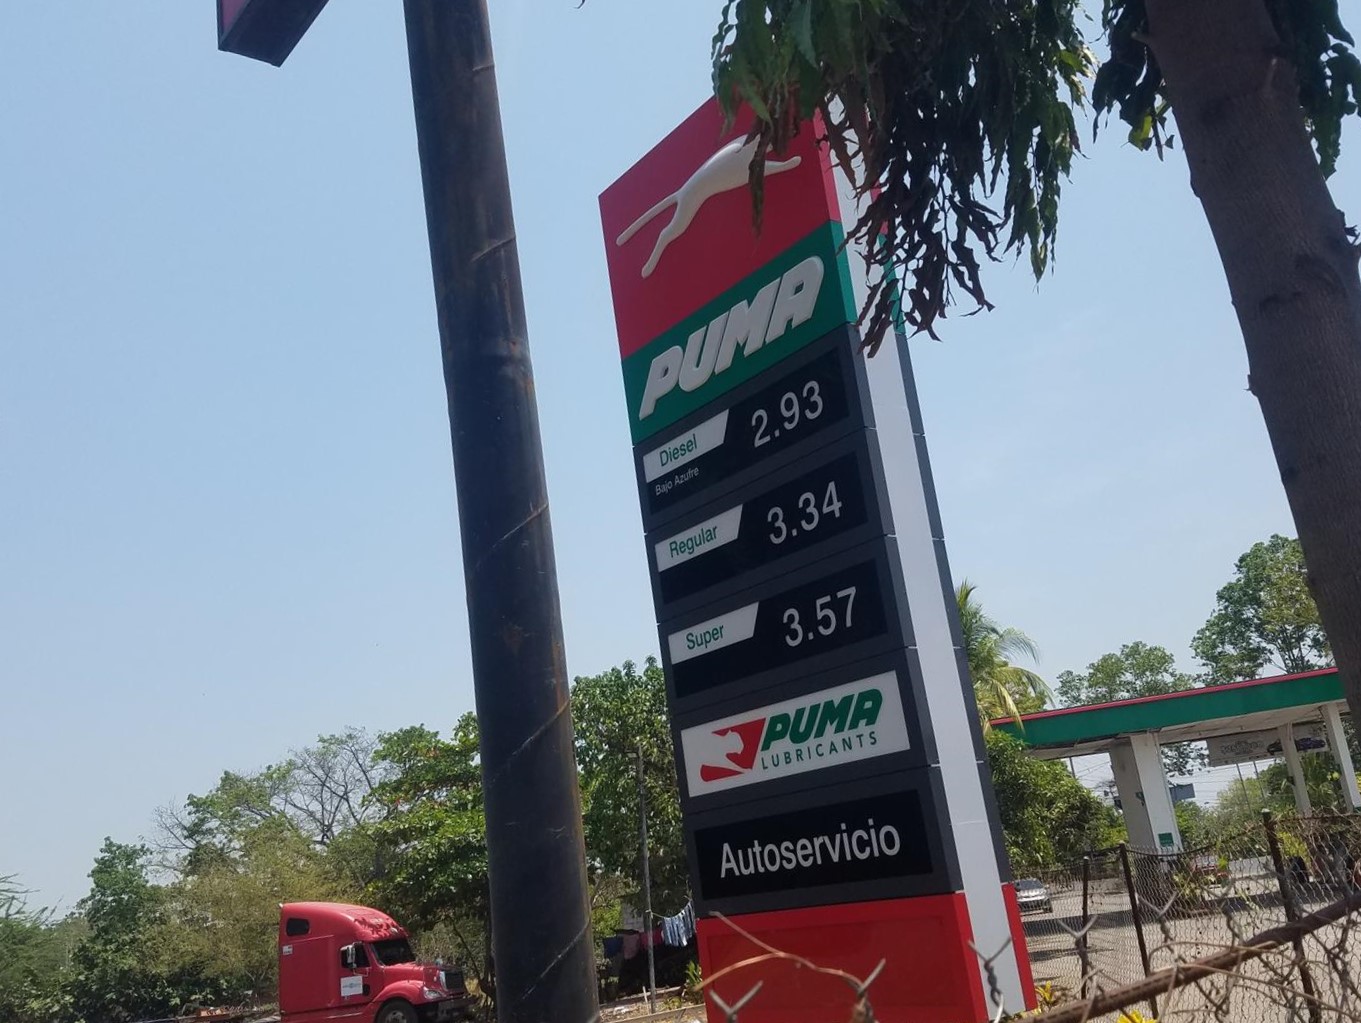 PUMA
Diesel 2.93
Bajo Azufre
Regular 3.34
Super 3.57
PUMA
LUBRICANTS
Autoservicio